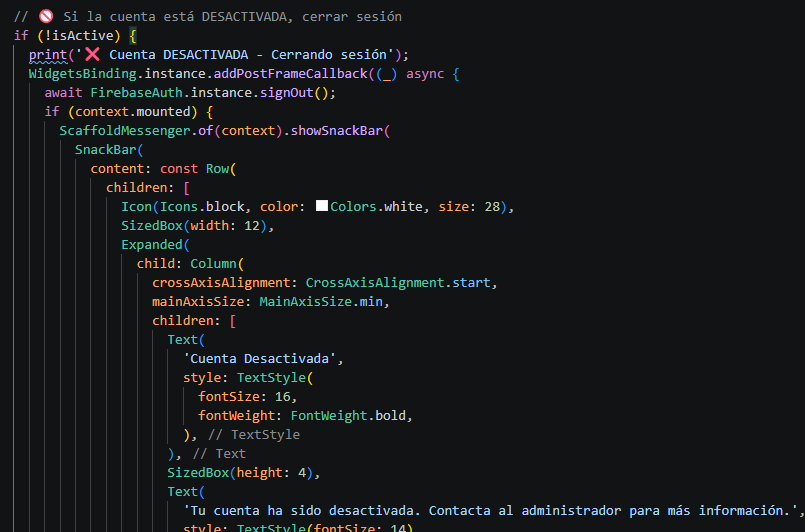 // 🚫 Si la cuenta está DESACTIVADA, cerrar sesión
if (!isActive) {
print('❌ Cuenta DESACTIVADA - Cerrando sesión');
WidgetsBinding.instance.addPostFrameCallback((_) async {
await FirebaseAuth.instance.signOut();
if (context.mounted) {
ScaffoldMessenger.of(context).showSnackBar(
SnackBar(
content: const Row(
children: [
Icon(Icons.block, color: Colors.white, size: 28),
SizedBox(width: 12),
Expanded(
child: Column(
crossAxisAlignment: CrossAxisAlignment.start,
mainAxisSize: MainAxisSize.min,
children: [
Text(
'Cuenta Desactivada',
style: TextStyle(
fontSize: 16,
fontWeight: FontWeight.bold,
), // TextStyle
), // Text
SizedBox(height: 4),
Text(
'Tu cuenta ha sido desactivada. Contacta al administrador para más información.',
style: TextStyle(fontSize: 14)